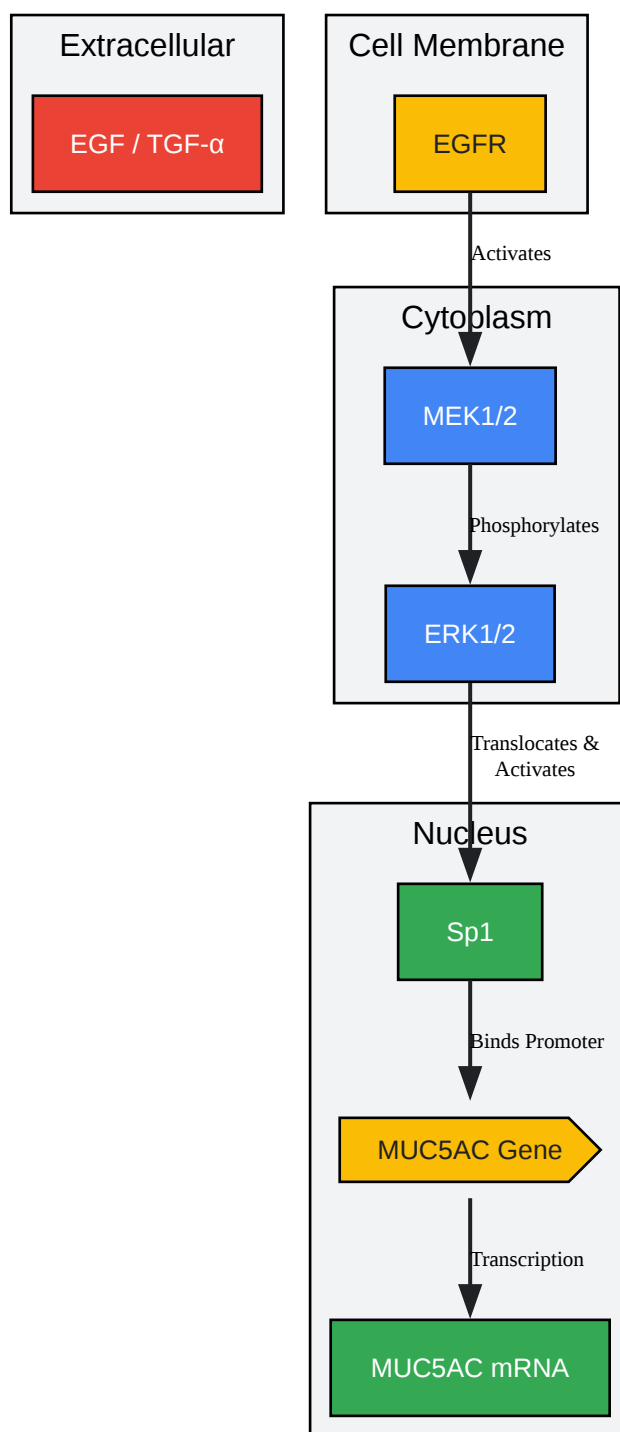 Extracellular
EGF / TGF-α
Cell Membrane
EGFR
Activates
Cytoplasm
MEK1/2
Phosphorylates
ERK1/2
Translocates &
Activates
Nucleus
Sp1
Binds Promoter
MUC5AC Gene
Transcription
MUC5AC mRNA